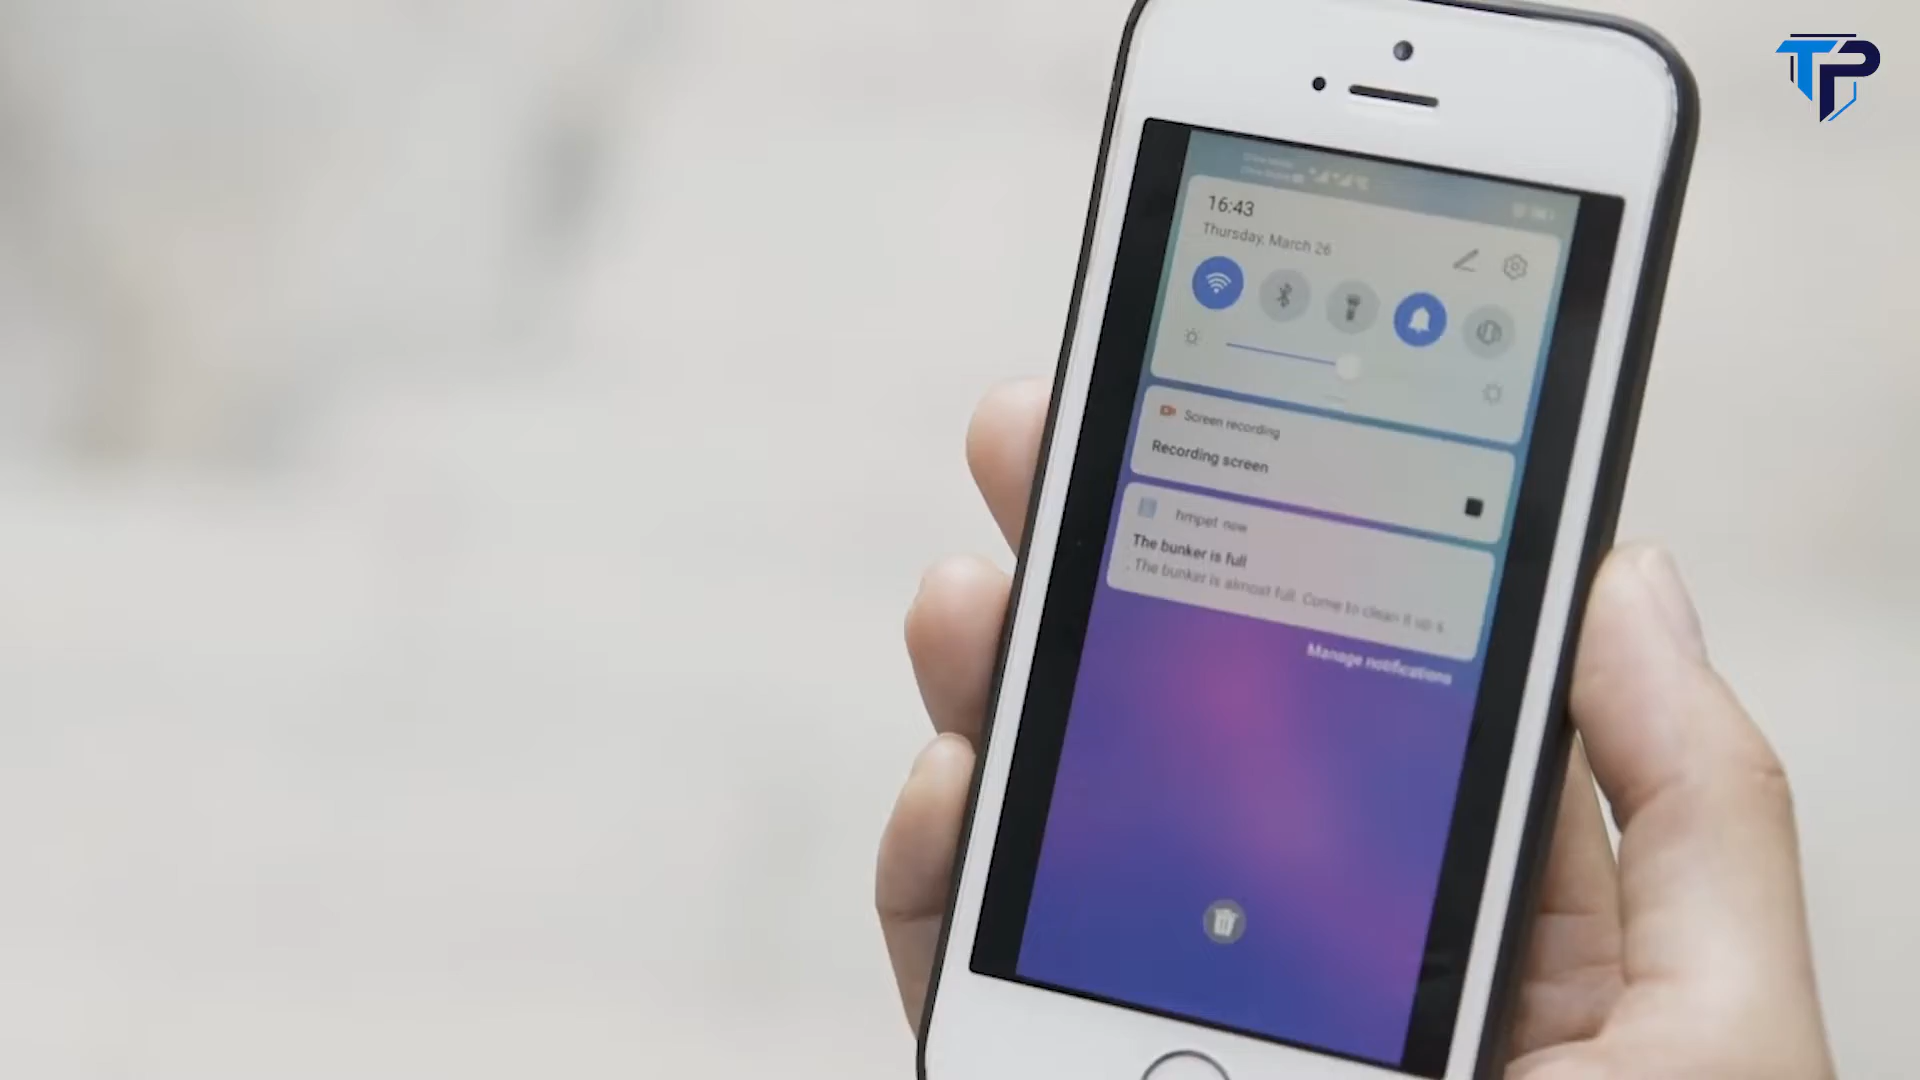 TP
16:43
Thursday, March 26
Screen recording
Recording screen
hmpet now
The bunker is full
. The bunker is almost full. Come to clean it up
Manage notifications